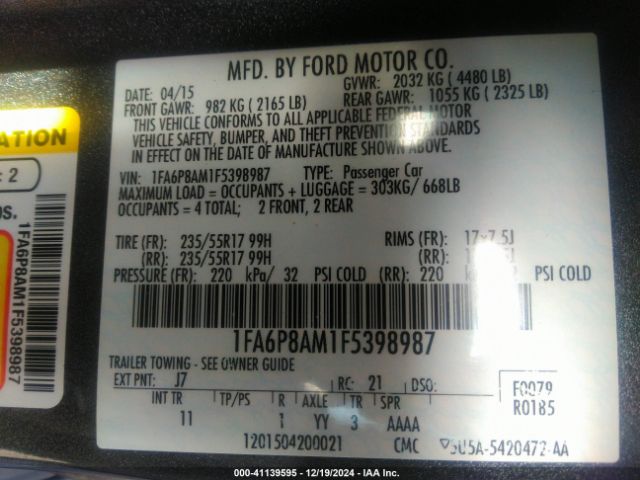 MFD. BY FORD MOTOR CO.
DATE: 04/15 GVWR: 2032 KG ( 4480 LB)
FRONT GAWR: 982 KG ( 2165 LB) REAR GAWR: 1055 KG ( 2325 LB)
THIS VEHICLE CONFORMS TO ALL APPLICABLE FEDERAL MOTOR
VEHICLE SAFETY, BUMPER, AND THEFT PREVENTION STANDARDS
IN EFFECT ON THE DATE OF MANUFACTURE SHOWN ABOVE.
VIN: 1FA6P8AM1F5398987 TYPE: Passenger Car
MAXIMUM LOAD = OCCUPANTS + LUGGAGE = 303KG/ 668LB
OCCUPANTS = 4 TOTAL; 2 FRONT, 2 REAR
TIRE (FR): 235/55R17 99H RIMS (FR): 17x7.5J
(RR): 235/55R17 99H (RR):
PRESSURE (FR): 220 kPa/ 32 PSI COLD (RR): 220 PSI COLD
1FA6P8AM1F5398987
TRAILER TOWING - SEE OWNER GUIDE
EXT PNT: J7 RC: 21 DSO: F0079
INT TR TP/PS R AXLE TR SPR R0185
11 1 YY 3 AAAA
1201504200021 CMC 5U5A-5420472-AA
ATION
: 2
os.
1FA6P8AM1F5398987
000-41139595 - 12/19/2024 - IAA Inc.